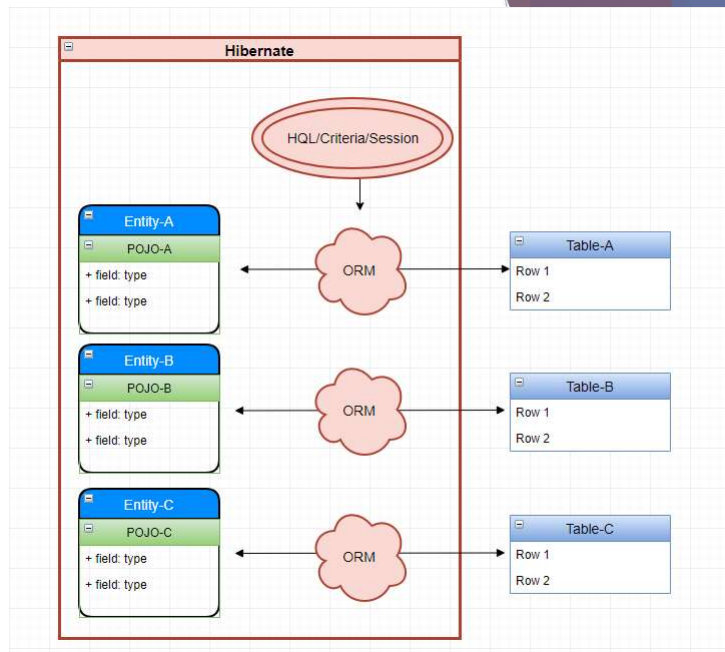 Hibernate
HQL/Criteria/Session
Entity-A
POJO-A
+ field: type
+ field: type
ORM
Table-A
Row 1
Row 2
Entity-B
POJO-B
+ field: type
+ field: type
ORM
Table-B
Row 1
Row 2
Entity-C
POJO-C
+ field: type
+ field: type
ORM
Table-C
Row 1
Row 2